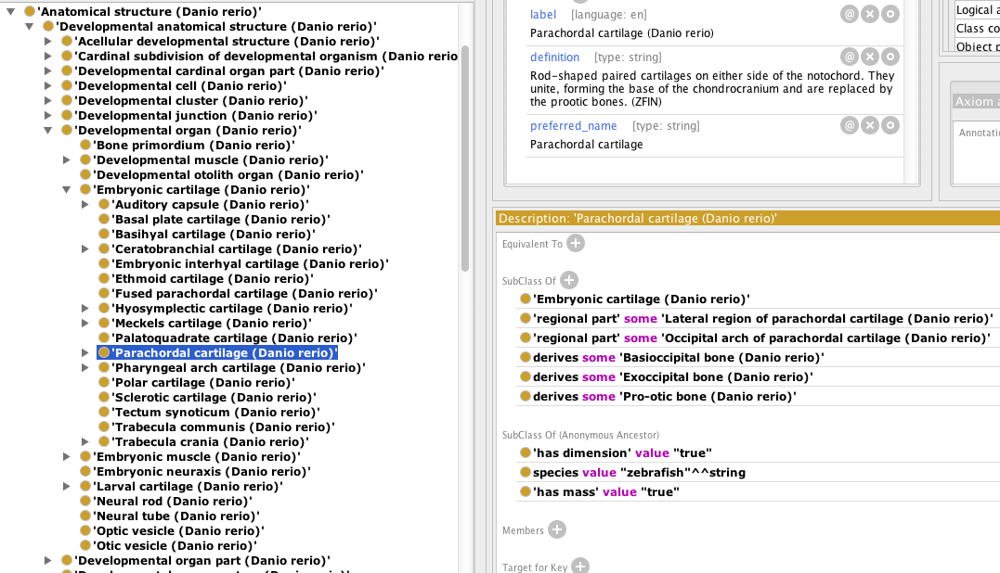 'Anatomical structure (Danio rerio)'
'Developmental anatomical structure (Danio rerio)'
'Acellular developmental structure (Danio rerio)'
'Cardinal subdivision of developmental organism (Danio rerio
'Developmental cardinal organ part (Danio rerio)'
'Developmental cell (Danio rerio)'
'Developmental cluster (Danio rerio)'
'Developmental junction (Danio rerio)'
'Developmental organ (Danio rerio)'
'Bone primordium (Danio rerio)'
'Developmental muscle (Danio rerio)'
'Developmental otolith organ (Danio rerio)'
'Embryonic cartilage (Danio rerio)'
'Auditory capsule (Danio rerio)'
'Basal plate cartilage (Danio rerio)'
'Basihyal cartilage (Danio rerio)'
'Ceratobranchial cartilage (Danio rerio)'
'Embryonic interhyal cartilage (Danio rerio)'
'Ethmoid cartilage (Danio rerio)'
'Fused parachordal cartilage (Danio rerio)'
'Hyosymplectic cartilage (Danio rerio)'
'Meckels cartilage (Danio rerio)'
'Palatoquadrate cartilage (Danio rerio)'
'Parachordal cartilage (Danio rerio)'
'Pharyngeal arch cartilage (Danio rerio)'
'Polar cartilage (Danio rerio)'
'Sclerotic cartilage (Danio rerio)'
'Tectum synoticum (Danio rerio)'
'Trabecula communis (Danio rerio)'
'Trabecula crania (Danio rerio)'
'Embryonic muscle (Danio rerio)'
'Embryonic neuraxis (Danio rerio)'
'Larval cartilage (Danio rerio)'
'Neural rod (Danio rerio)'
'Neural tube (Danio rerio)'
'Optic vesicle (Danio rerio)'
'Otic vesicle (Danio rerio)'
'Developmental organ part (Danio rerio)'
label [language: en]
Parachordal cartilage (Danio rerio)
definition [type: string]
Rod-shaped paired cartilages on either side of the notochord. They
unite, forming the base of the chondrocranium and are replaced by
the prootic bones. (ZFIN)
preferred_name [type: string]
Parachordal cartilage
Logical a
Class co
Object p
Axiom a
Annotati
Description: 'Parachordal cartilage (Danio rerio)'
Equivalent To
SubClass Of
'Embryonic cartilage (Danio rerio)'
'regional part' some 'Lateral region of parachordal cartilage (Danio rerio)'
'regional part' some 'Occipital arch of parachordal cartilage (Danio rerio)'
derives some 'Basioccipital bone (Danio rerio)'
derives some 'Exoccipital bone (Danio rerio)'
derives some 'Pro-otic bone (Danio rerio)'
SubClass Of (Anonymous Ancestor)
'has dimension' value "true"
species value "zebrafish"^^string
'has mass' value "true"
Members
Target for Key